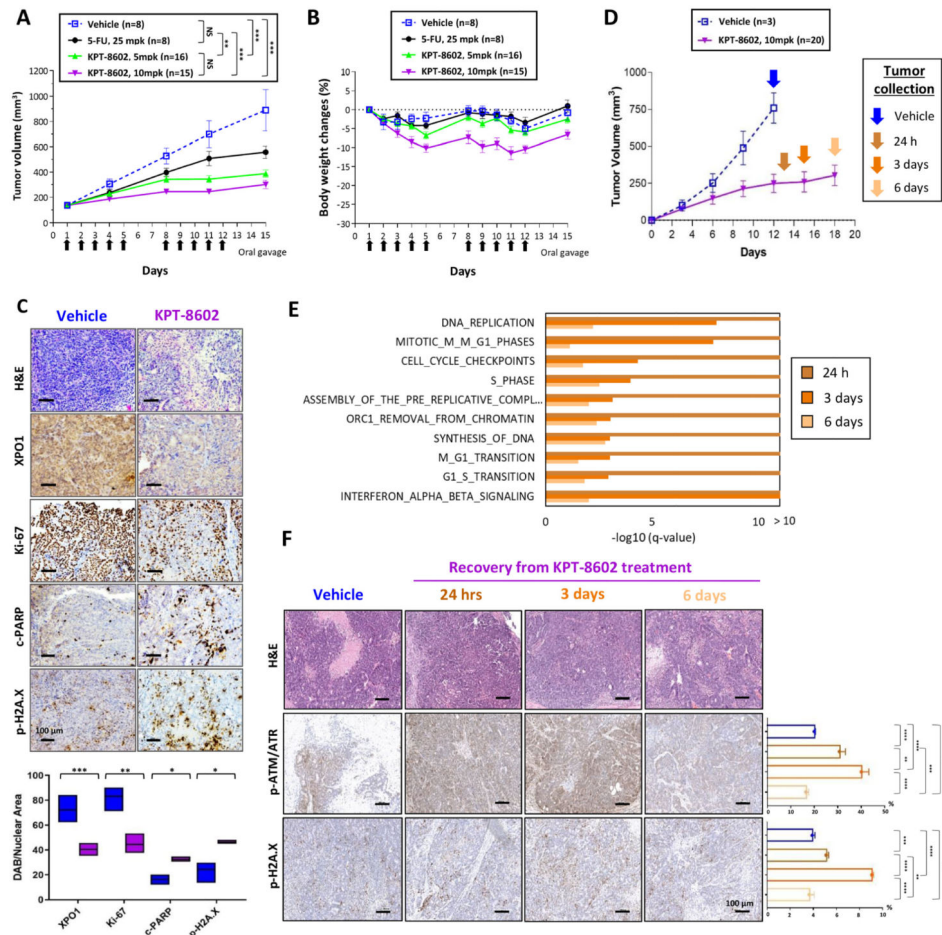 A
Vehicle (n=8)
5-FU, 25 mpk (n=8)
KPT-8602, 5mpk (n=16)
KPT-8602, 10mpk (n=15)
NS
**
***
NS
***
***
Tumor volume (mm³)
1200
1000
800
600
400
200
0
0 1 2 3 4 5 6 7 8 9 10 11 12 13 14 15
Oral gavage
Days
B
Vehicle (n=8)
5-FU, 25 mpk (n=8)
KPT-8602, 5mpk (n=16)
KPT-8602, 10mpk (n=15)
Body weight changes (%)
10
5
0
-5
-10
-15
-20
-25
-30
0 1 2 3 4 5 6 7 8 9 10 11 12 13 14 15
Oral gavage
Days
D
Vehicle (n=3)
KPT-8602, 10mpk (n=20)
Tumor Volume (mm³)
1000
750
500
250
0
0 2 4 6 8 10 12 14 16 18 20
Days
Tumor
collection
Vehicle
24 h
3 days
6 days
C
Vehicle KPT-8602
H&E
XPO1
Ki-67
c-PARP
p-H2A.X
100 μm
DAB/Nuclear Area
100
80
60
40
20
0
*** ** * *
XPO1
Ki-67
c-PARP
p-H2A.X
E
DNA_REPLICATION
MITOTIC_M_M_G1_PHASES
CELL_CYCLE_CHECKPOINTS
S_PHASE
ASSEMBLY_OF_THE_PRE_REPLICATIVE_COMPL...
ORC1_REMOVAL_FROM_CHROMATIN
SYNTHESIS_OF_DNA
M_G1_TRANSITION
G1_S_TRANSITION
INTERFERON_ALPHA_BETA_SIGNALING
0 5 10 > 10
-log10 (q-value)
24 h
3 days
6 days
F
Recovery from KPT-8602 treatment
Vehicle 24 hrs 3 days 6 days
H&E
p-ATM/ATR
****
**
****
****
****
0 10 20 30 40 50 %
p-H2A.X
100 μm
***
****
****
**
****
0 2 4 6 8 10 %